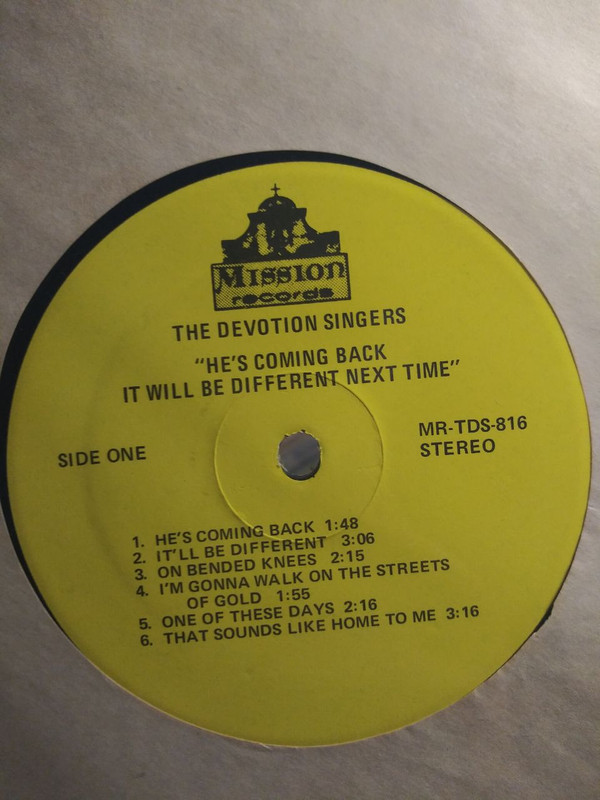 Mission
records
THE DEVOTION SINGERS
"HE'S COMING BACK
IT WILL BE DIFFERENT NEXT TIME"
SIDE ONE
MR-TDS-816
STEREO
1. HE'S COMING BACK 1:48
2. IT'LL BE DIFFERENT 3:06
3. ON BENDED KNEES 2:15
4. I'M GONNA WALK ON THE STREETS
OF GOLD 1:55
5. ONE OF THESE DAYS 2:16
6. THAT SOUNDS LIKE HOME TO ME 3:16